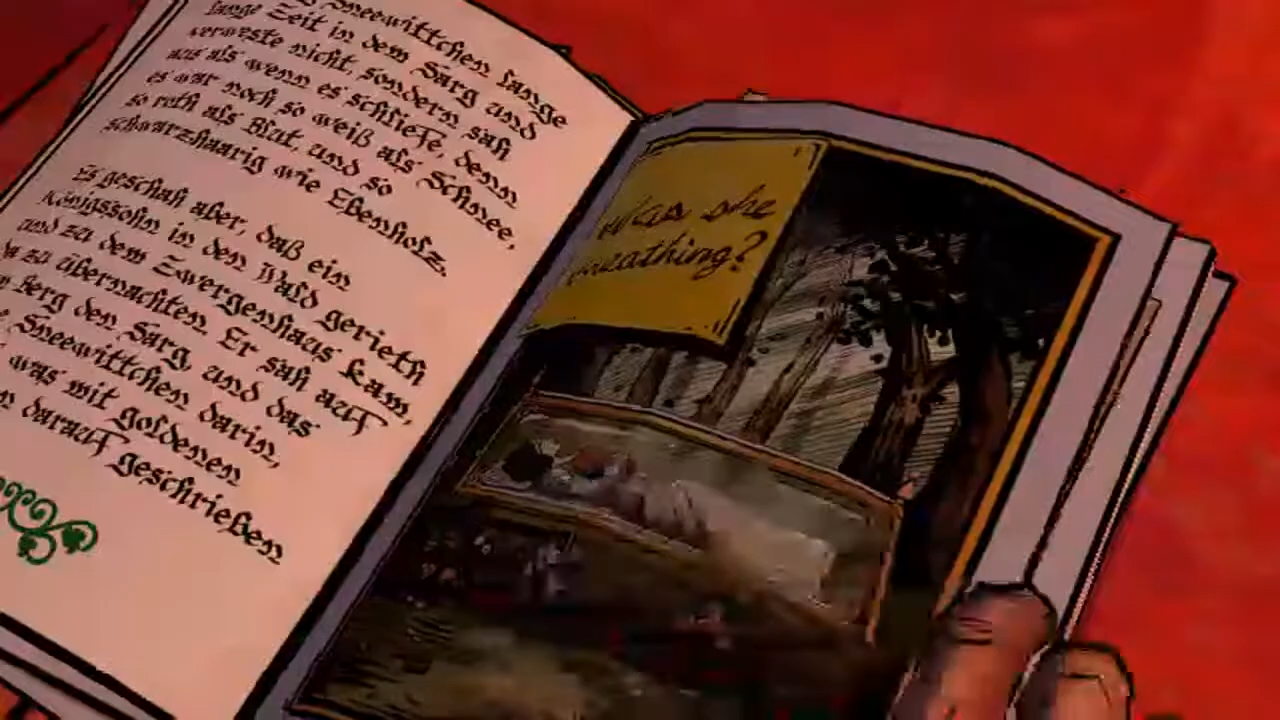 Sneewittchen lange
lange Zeit in dem Sarg und
verweste nicht, sondern sah
aus als wenn es schliefe, denn
es war noch so weiß als Schnee,
so roth als Blut, und so
schwarzhaarig wie Ebenholz.
Es geschah aber, daß ein
Königssohn in den Wald gerieth
und zu dem Zwergenhaus kam,
da zu übernachten. Er sah auf
Berg den Sarg, und das
Sneewittchen darin,
was mit goldenen
darauf geschrieben
Was she
breathing?